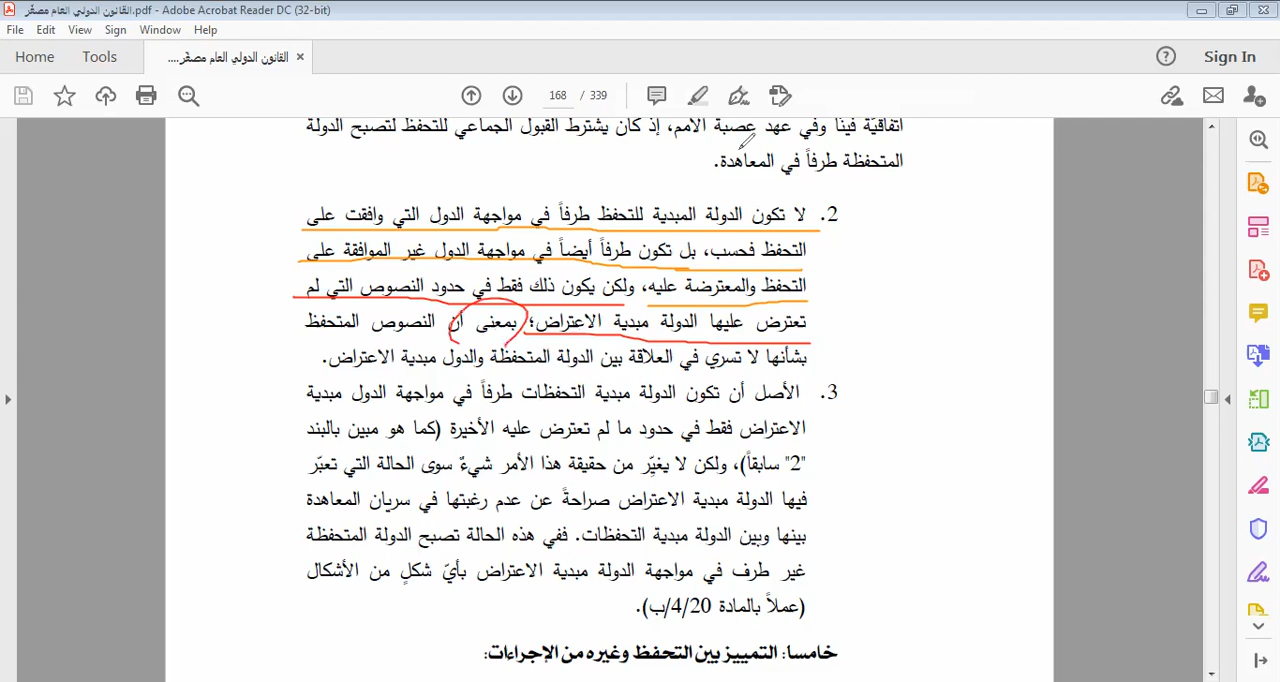 القانون الدولي العام مصغّر.pdf - Adobe Acrobat Reader DC (32-bit)
File Edit View Sign Window Help
Home Tools القانون الدولي العام مصغّر.... × ? Sign In
168 / 339
اتفاقيّة فينّا وفي عهد عصبة الأمم، إذ كان يشترط القبول الجماعي للتحفظ لتصبح الدولة
المتحفظة طرفاً في المعاهدة.
2. لا تكون الدولة المبدية للتحفظ طرفاً في مواجهة الدول التي وافقت على
التحفظ فحسب، بل تكون طرفاً أيضاً في مواجهة الدول غير الموافقة على
التحفظ والمعترضة عليه، ولكن يكون ذلك فقط في حدود النصوص التي لم
تعترض عليها الدولة مبدية الاعتراض؛ بمعنى أن النصوص المتحفظ
بشأنها لا تسري في العلاقة بين الدولة المتحفظة والدول مبدية الاعتراض.
3. الأصل أن تكون الدولة مبدية التحفظات طرفاً في مواجهة الدول مبدية
الاعتراض فقط في حدود ما لم تعترض عليه الأخيرة (كما هو مبين بالبند
"2" سابقاً)، ولكن لا يغيّر من حقيقة هذا الأمر شيءٌ سوى الحالة التي تعبّر
فيها الدولة مبدية الاعتراض صراحةً عن عدم رغبتها في سريان المعاهدة
بينها وبين الدولة مبدية التحفظات. ففي هذه الحالة تصبح الدولة المتحفظة
غير طرف في مواجهة الدولة مبدية الاعتراض بأيّ شكلٍ من الأشكال
(عملاً بالمادة 4/20/ب).
خامسا: التمييز بين التحفظ وغيره من الإجراءات: